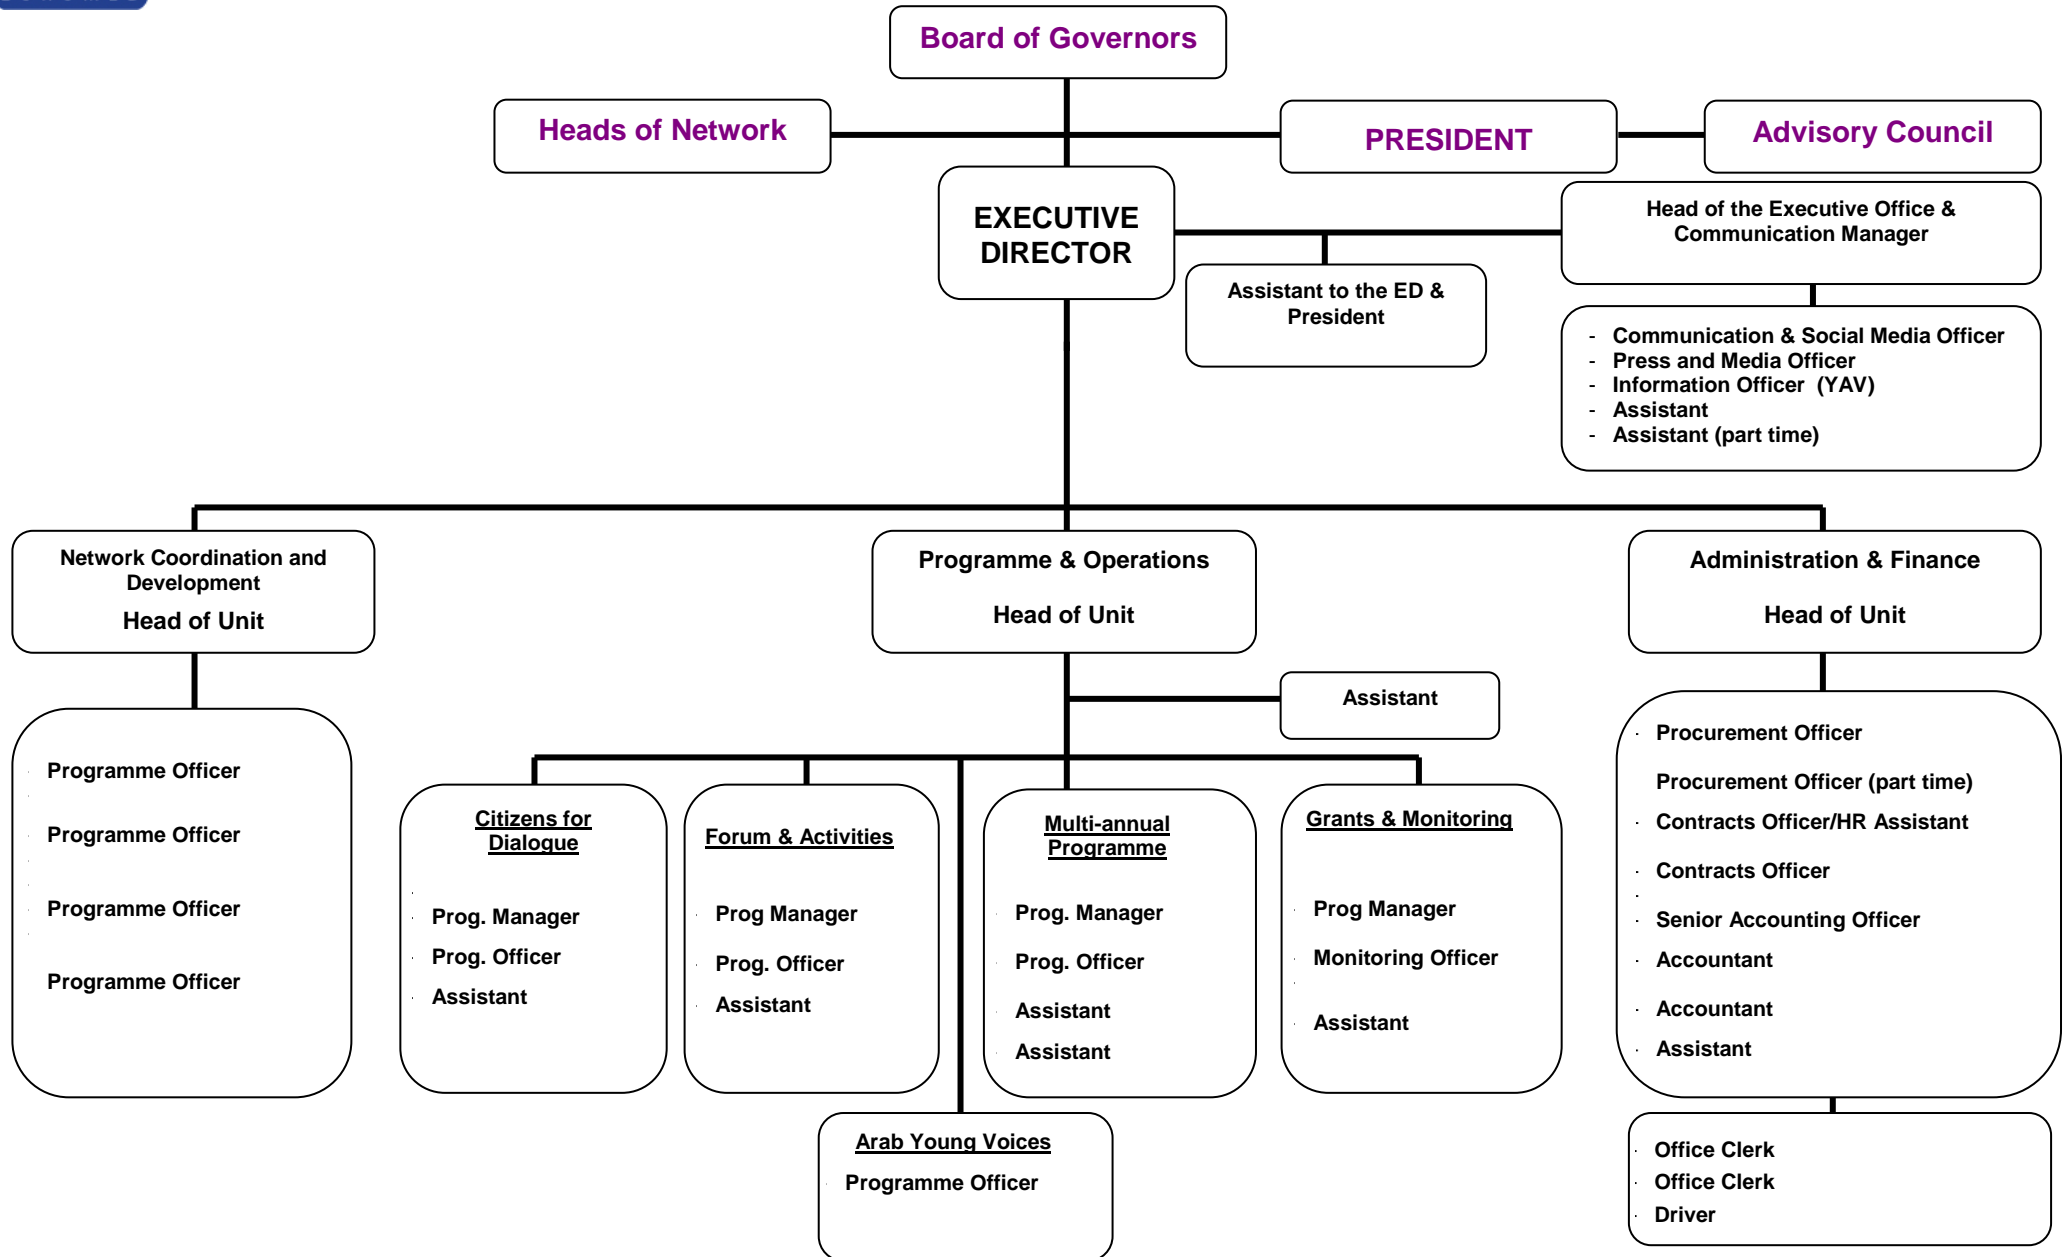 Board of Governors
Heads of Network
PRESIDENT
Advisory Council
EXECUTIVE
DIRECTOR
Head of the Executive Office &
Communication Manager
Assistant to the ED &
President
- Communication & Social Media Officer
- Press and Media Officer
- Information Officer (YAV)
- Assistant
- Assistant (part time)
Network Coordination and
Development
Head of Unit
Programme & Operations
Head of Unit
Administration & Finance
Head of Unit
Assistant
Programme Officer
Programme Officer
Programme Officer
Programme Officer
Citizens for
Dialogue
Prog. Manager
Prog. Officer
Assistant
Forum & Activities
Prog Manager
Prog. Officer
Assistant
Multi-annual
Programme
Prog. Manager
Prog. Officer
Assistant
Assistant
Grants & Monitoring
Prog Manager
Monitoring Officer
Assistant
Procurement Officer
Procurement Officer (part time)
Contracts Officer/HR Assistant
Contracts Officer
Senior Accounting Officer
Accountant
Accountant
Assistant
Arab Young Voices
Programme Officer
Office Clerk
Office Clerk
Driver